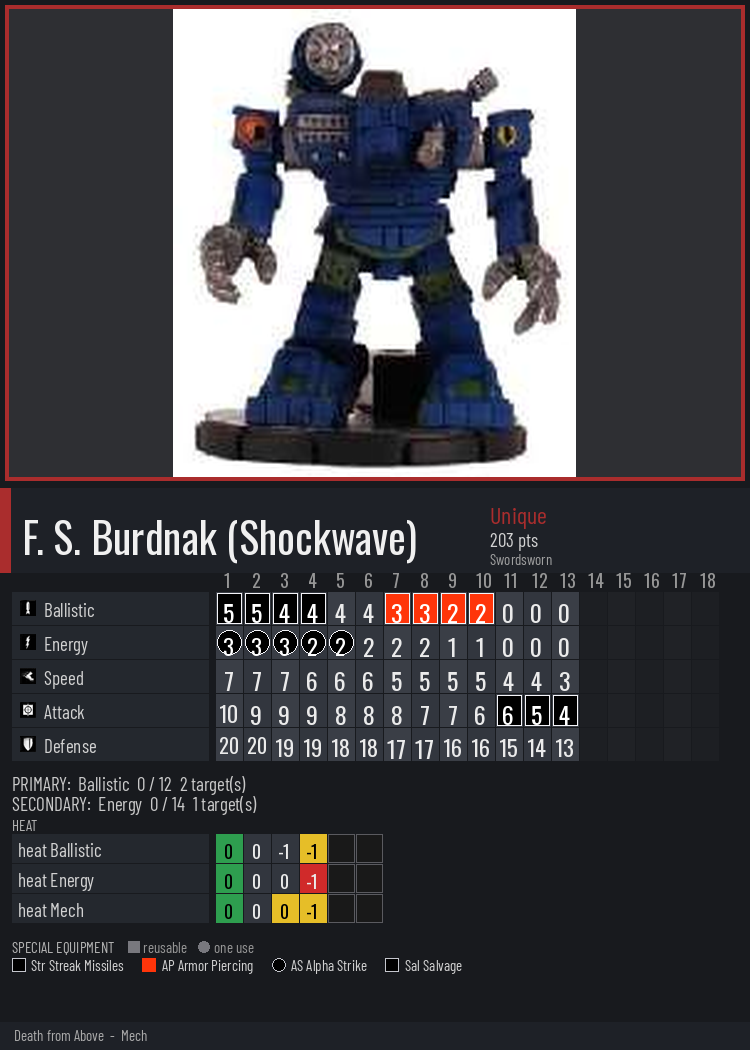 F. S. Burdnak (Shockwave)
Unique
203 pts
Swordsworn
1 2 3 4 5 6 7 8 9 10 11 12 13 14 15 16 17 18
Ballistic 5 5 4 4 4 4 3 3 2 2 0 0 0
Energy 3 3 3 2 2 2 2 2 1 1 0 0 0
Speed 7 7 7 6 6 6 5 5 5 5 4 4 3
Attack 10 9 9 9 8 8 8 7 7 6 6 5 4
Defense 20 20 19 19 18 18 17 17 16 16 15 14 13
PRIMARY: Ballistic 0 / 12 2 target(s)
SECONDARY: Energy 0 / 14 1 target(s)
HEAT
heat Ballistic 0 0 -1 -1
heat Energy 0 0 0 -1
heat Mech 0 0 0 -1
SPECIAL EQUIPMENT reusable one use
Str Streak Missiles AP Armor Piercing AS Alpha Strike Sal Salvage
Death from Above - Mech